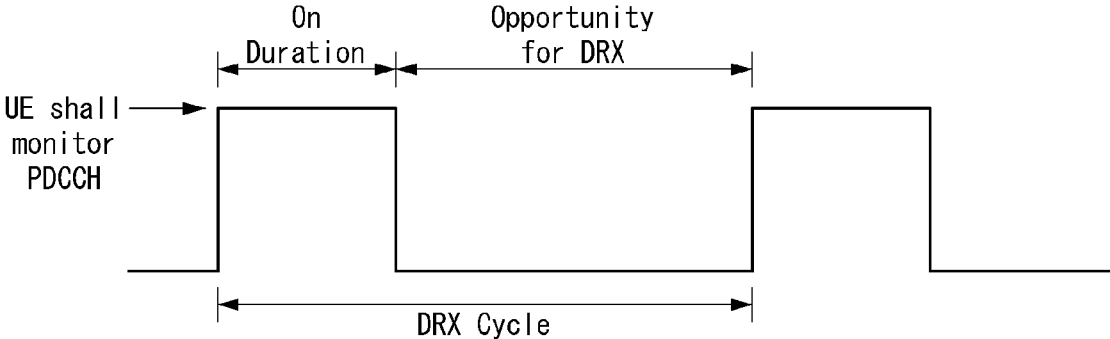 On
Duration
Opportunity
for DRX
UE shall
monitor
PDCCH
DRX Cycle